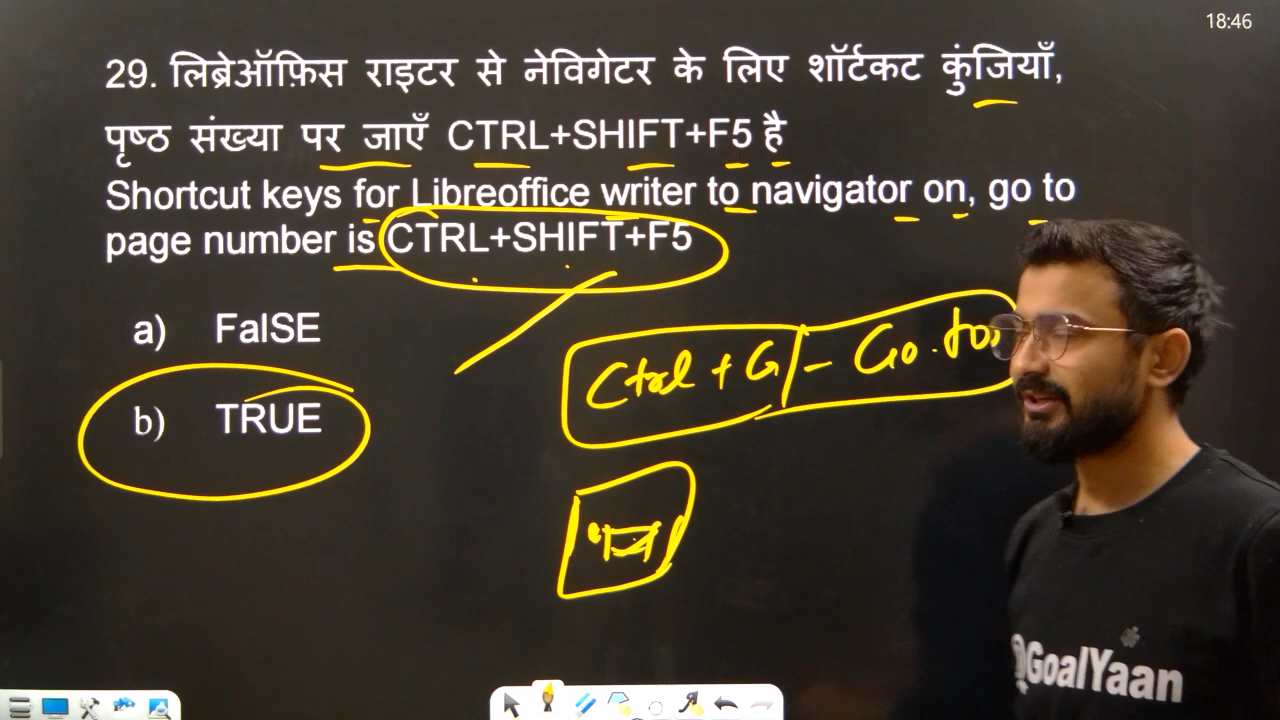 18:46
29. लिब्रेऑफ़िस राइटर से नेविगेटर के लिए शॉर्टकट कुंजियाँ,
पृष्ठ संख्या पर जाएँ CTRL+SHIFT+F5 है
Shortcut keys for Libreoffice writer to navigator on, go to
page number is CTRL+SHIFT+F5
a) FalSE
Ctrl + G - Go to
b) TRUE
GoalYaan